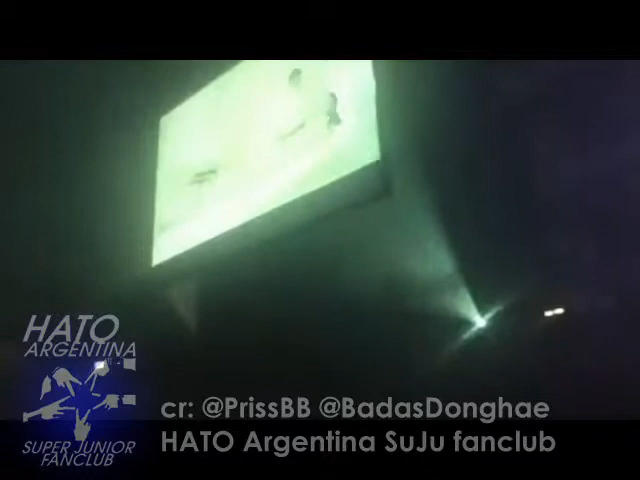 HATO
ARGENTINA
SUPER JUNIOR
FANCLUB
cr: @PrissBB @BadasDonghae
HATO Argentina SuJu fanclub